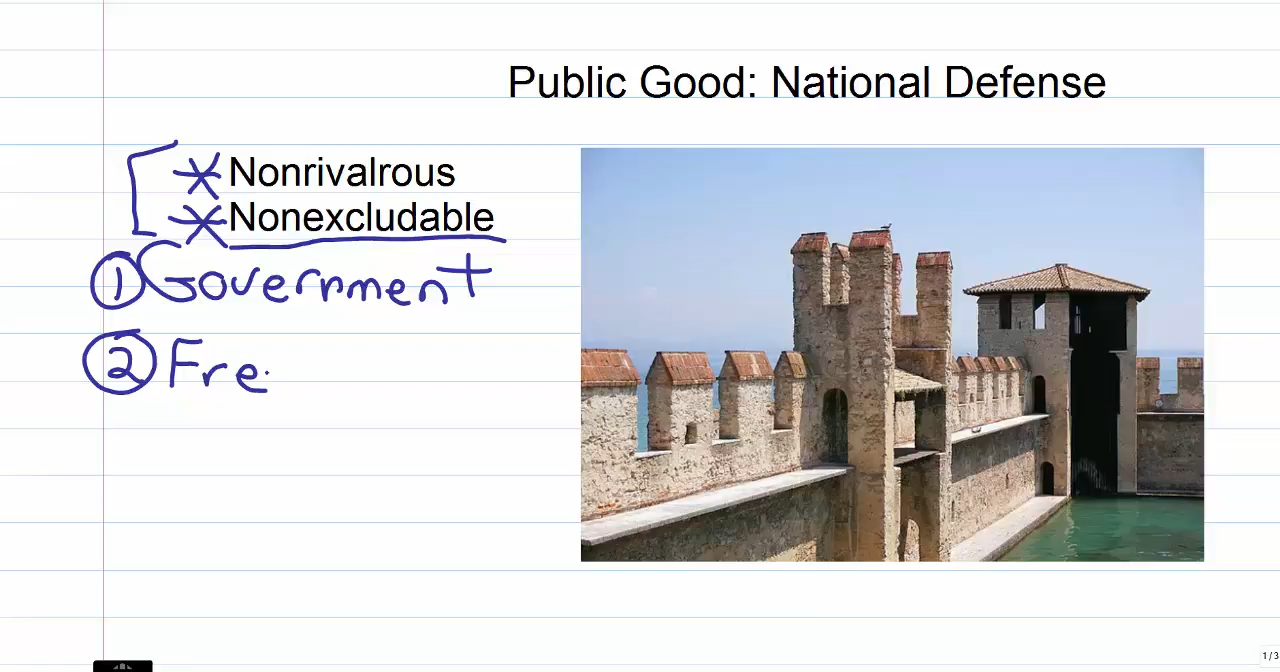 Public Good: National Defense
Nonrivalrous
Nonexcludable
1 Government
2 Fre
1/3